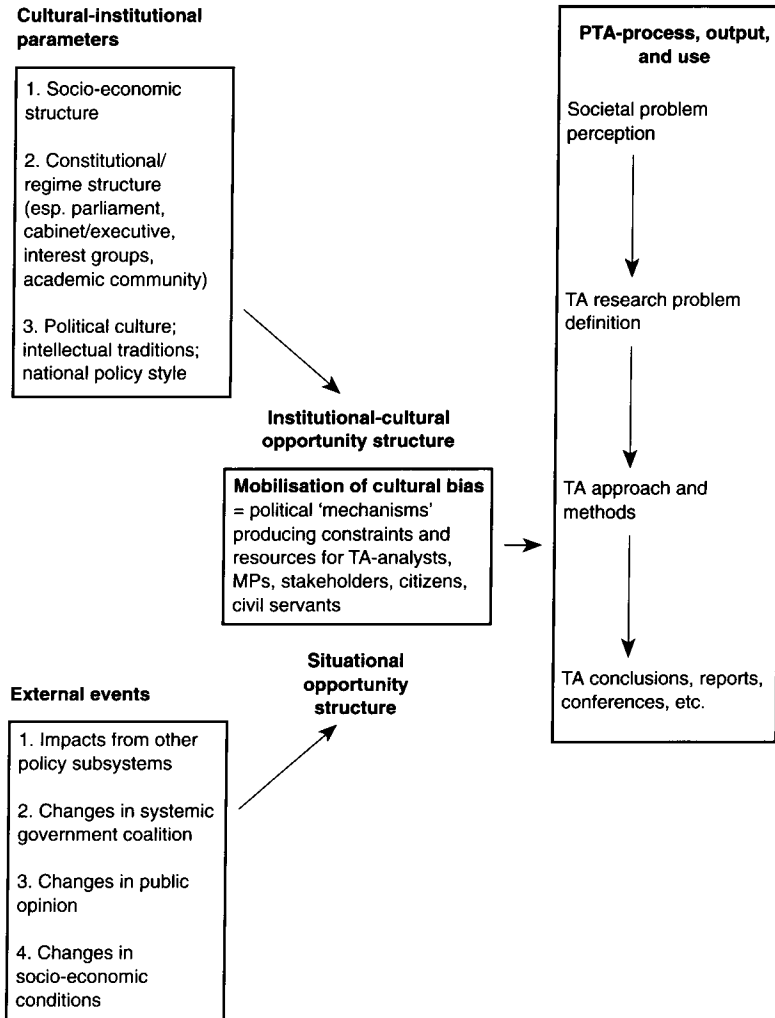 Cultural-institutional
parameters
1. Socio-economic
structure
2. Constitutional/
regime structure
(esp. parliament,
cabinet/executive,
interest groups,
academic community)
3. Political culture;
intellectual traditions;
national policy style
Institutional-cultural
opportunity structure
Mobilisation of cultural bias
= political ‘mechanisms’
producing constraints and
resources for TA-analysts,
MPs, stakeholders, citizens,
civil servants
Situational
opportunity
structure
External events
1. Impacts from other
policy subsystems
2. Changes in systemic
government coalition
3. Changes in public
opinion
4. Changes in
socio-economic
conditions
PTA-process, output,
and use
Societal problem
perception
TA research problem
definition
TA approach and
methods
TA conclusions, reports,
conferences, etc.